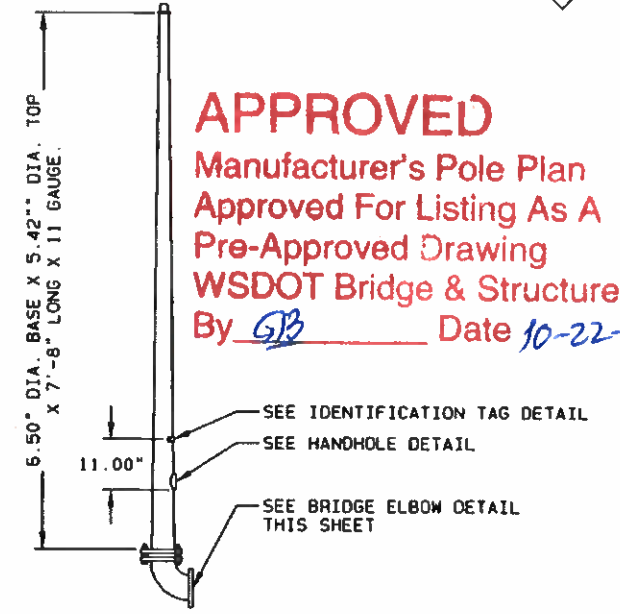 6.50" DIA. BASE X 5.42"" DIA. TOP
X 7'-8" LONG X 11 GAUGE.
APPROVED
Manufacturer's Pole Plan
Approved For Listing As A
Pre-Approved Drawing
WSDOT Bridge & Structure
By GB Date 10-22-
SEE IDENTIFICATION TAG DETAIL
11.00"
SEE HANDHOLE DETAIL
SEE BRIDGE ELBOW DETAIL
THIS SHEET